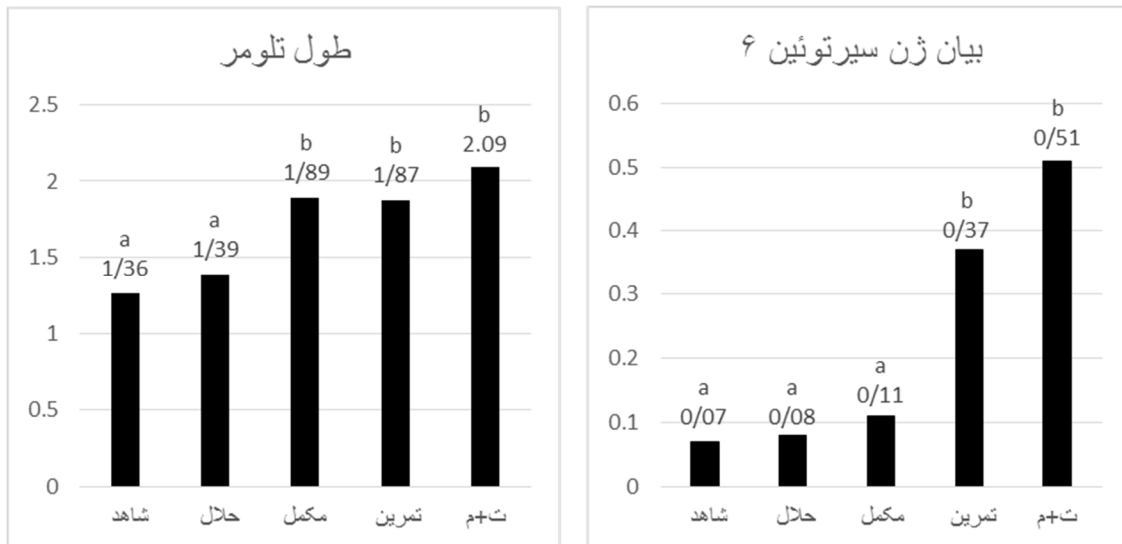 طول تلومر
2.5
2
1.5
1
0.5
0
a
1/36
a
1/39
b
1/89
b
1/87
b
2.09
شاهد
حلال
مکمل
تمرین
ت+م
بیان ژن سیرتوئین ۶
0.6
0.5
0.4
0.3
0.2
0.1
0
a
0/07
a
0/08
a
0/11
b
0/37
b
0/51
شاهد
حلال
مکمل
تمرین
ت+م